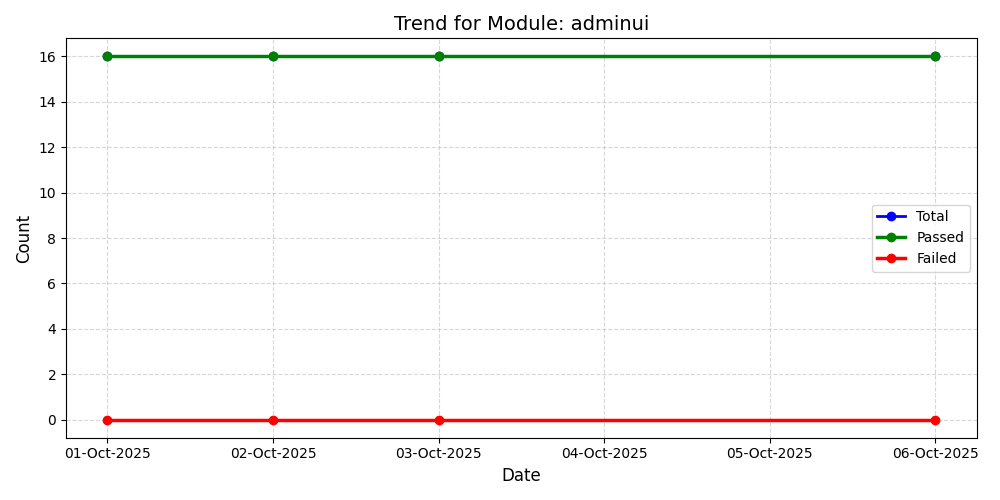 Trend for Module: adminui
Count
16
14
12
10
8
6
4
2
0
Total
Passed
Failed
01-Oct-2025
02-Oct-2025
03-Oct-2025
04-Oct-2025
05-Oct-2025
06-Oct-2025
Date